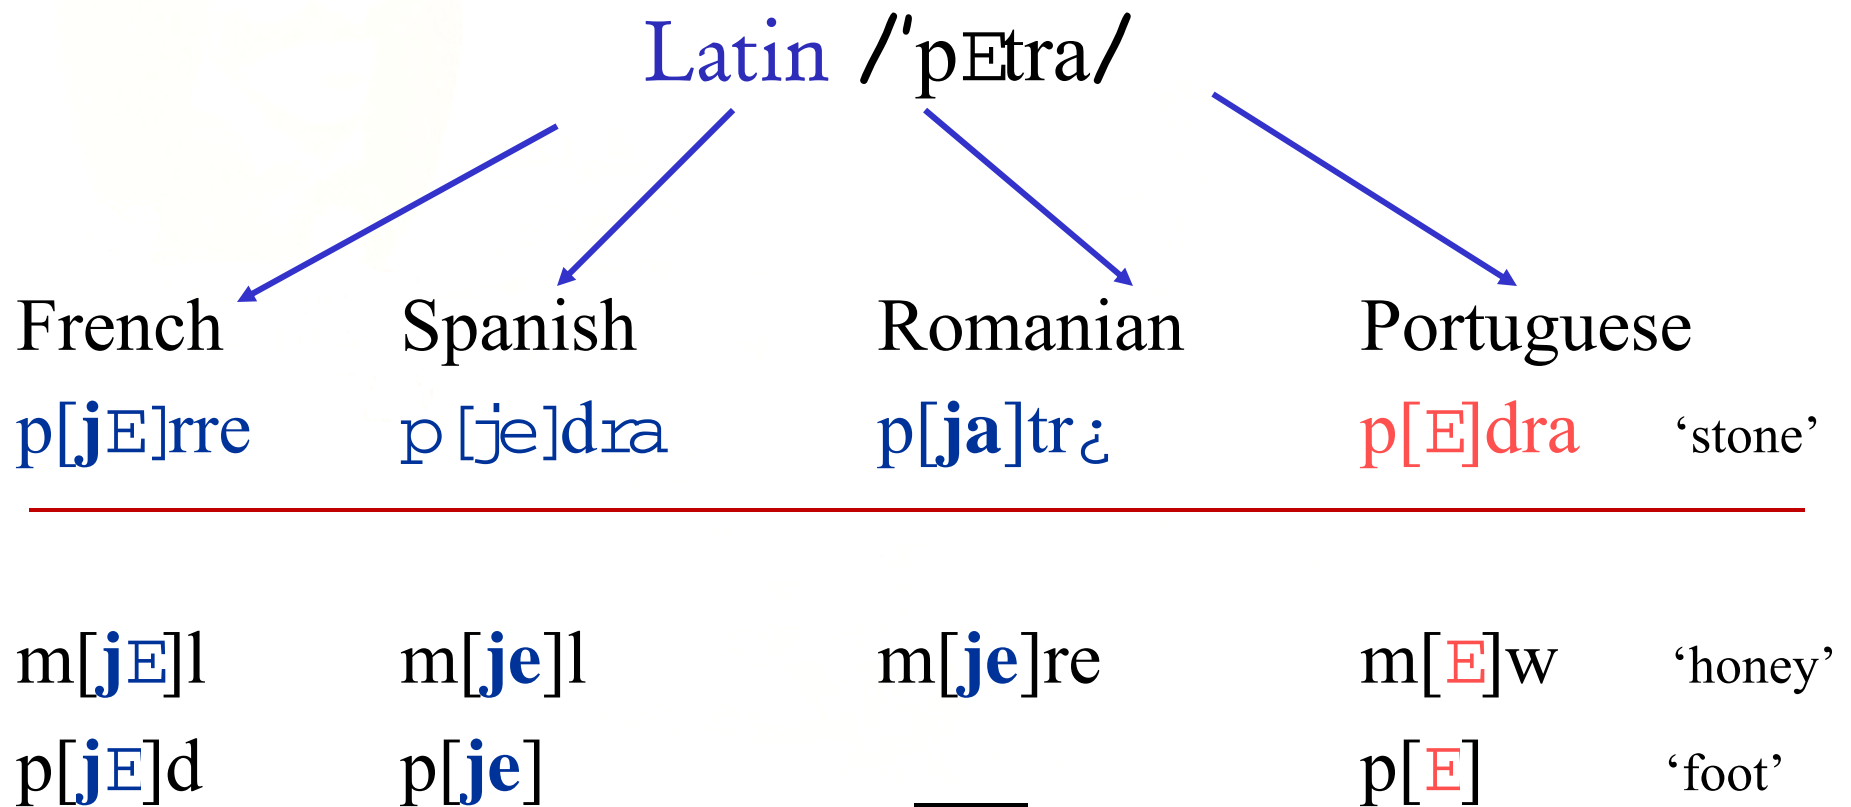 Latin /'pEtra/
French Spanish Romanian Portuguese
p[jE]rre p[je]dra p[ja]tr¿ p[E]dra ‘stone’
m[jE]l m[je]l m[je]re m[E]w ‘honey’
p[jE]d p[je] p[E] ‘foot’